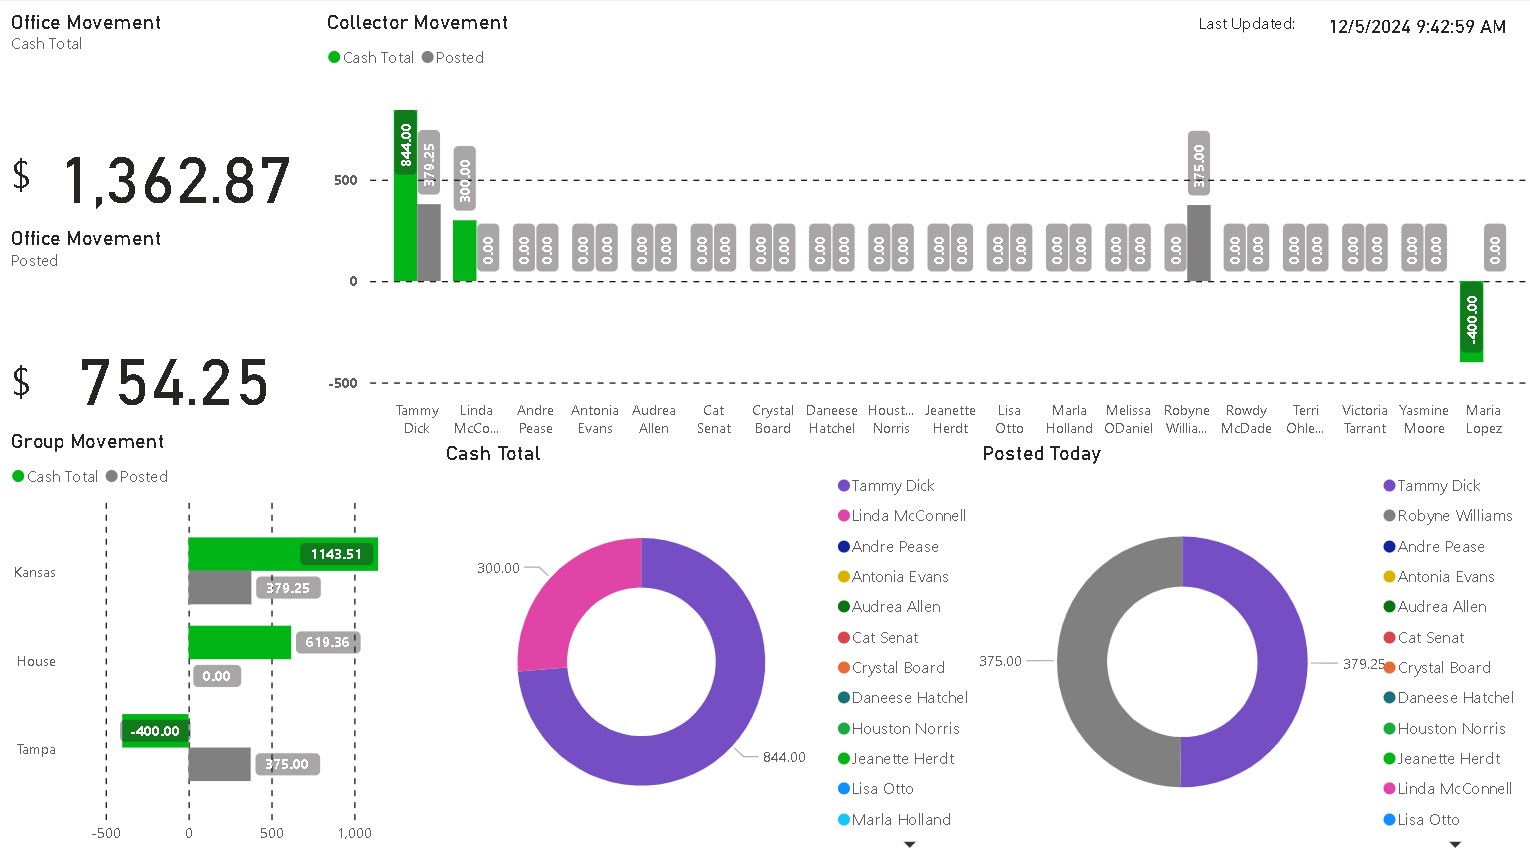 Office Movement
Cash Total
$ 1,362.87
Office Movement
Posted
$ 754.25
Collector Movement
Cash Total Posted
Last Updated: 12/5/2024 9:42:59 AM
500
0
-500
844.00 379.25 300.00 0.00 0.00 0.00 0.00 0.00 0.00 0.00 0.00 0.00 0.00 0.00 0.00 0.00 0.00 0.00 0.00 0.00 0.00 0.00 0.00 0.00 0.00 0.00 0.00 375.00 0.00 0.00 0.00 0.00 0.00 0.00 0.00 0.00 -400.00 0.00
Tammy Dick
Linda McCo...
Andre Pease
Antonia Evans
Audrea Allen
Cat Senat
Crystal Board
Daneese Hatchel
Houst... Norris
Jeanette Herdt
Lisa Otto
Marla Holland
Melissa ODaniel
Robyne Willia...
Rowdy McDade
Terri Ohle...
Victoria Tarrant
Yasmine Moore
Maria Lopez
Group Movement
Cash Total Posted
Kansas
1143.51
379.25
House
619.36
0.00
Tampa
-400.00
375.00
-500 0 500 1,000
Cash Total
300.00
844.00
Tammy Dick
Linda McConnell
Andre Pease
Antonia Evans
Audrea Allen
Cat Senat
Crystal Board
Daneese Hatchel
Houston Norris
Jeanette Herdt
Lisa Otto
Marla Holland
Posted Today
375.00
379.25
Tammy Dick
Robyne Williams
Andre Pease
Antonia Evans
Audrea Allen
Cat Senat
Crystal Board
Daneese Hatchel
Houston Norris
Jeanette Herdt
Linda McConnell
Lisa Otto